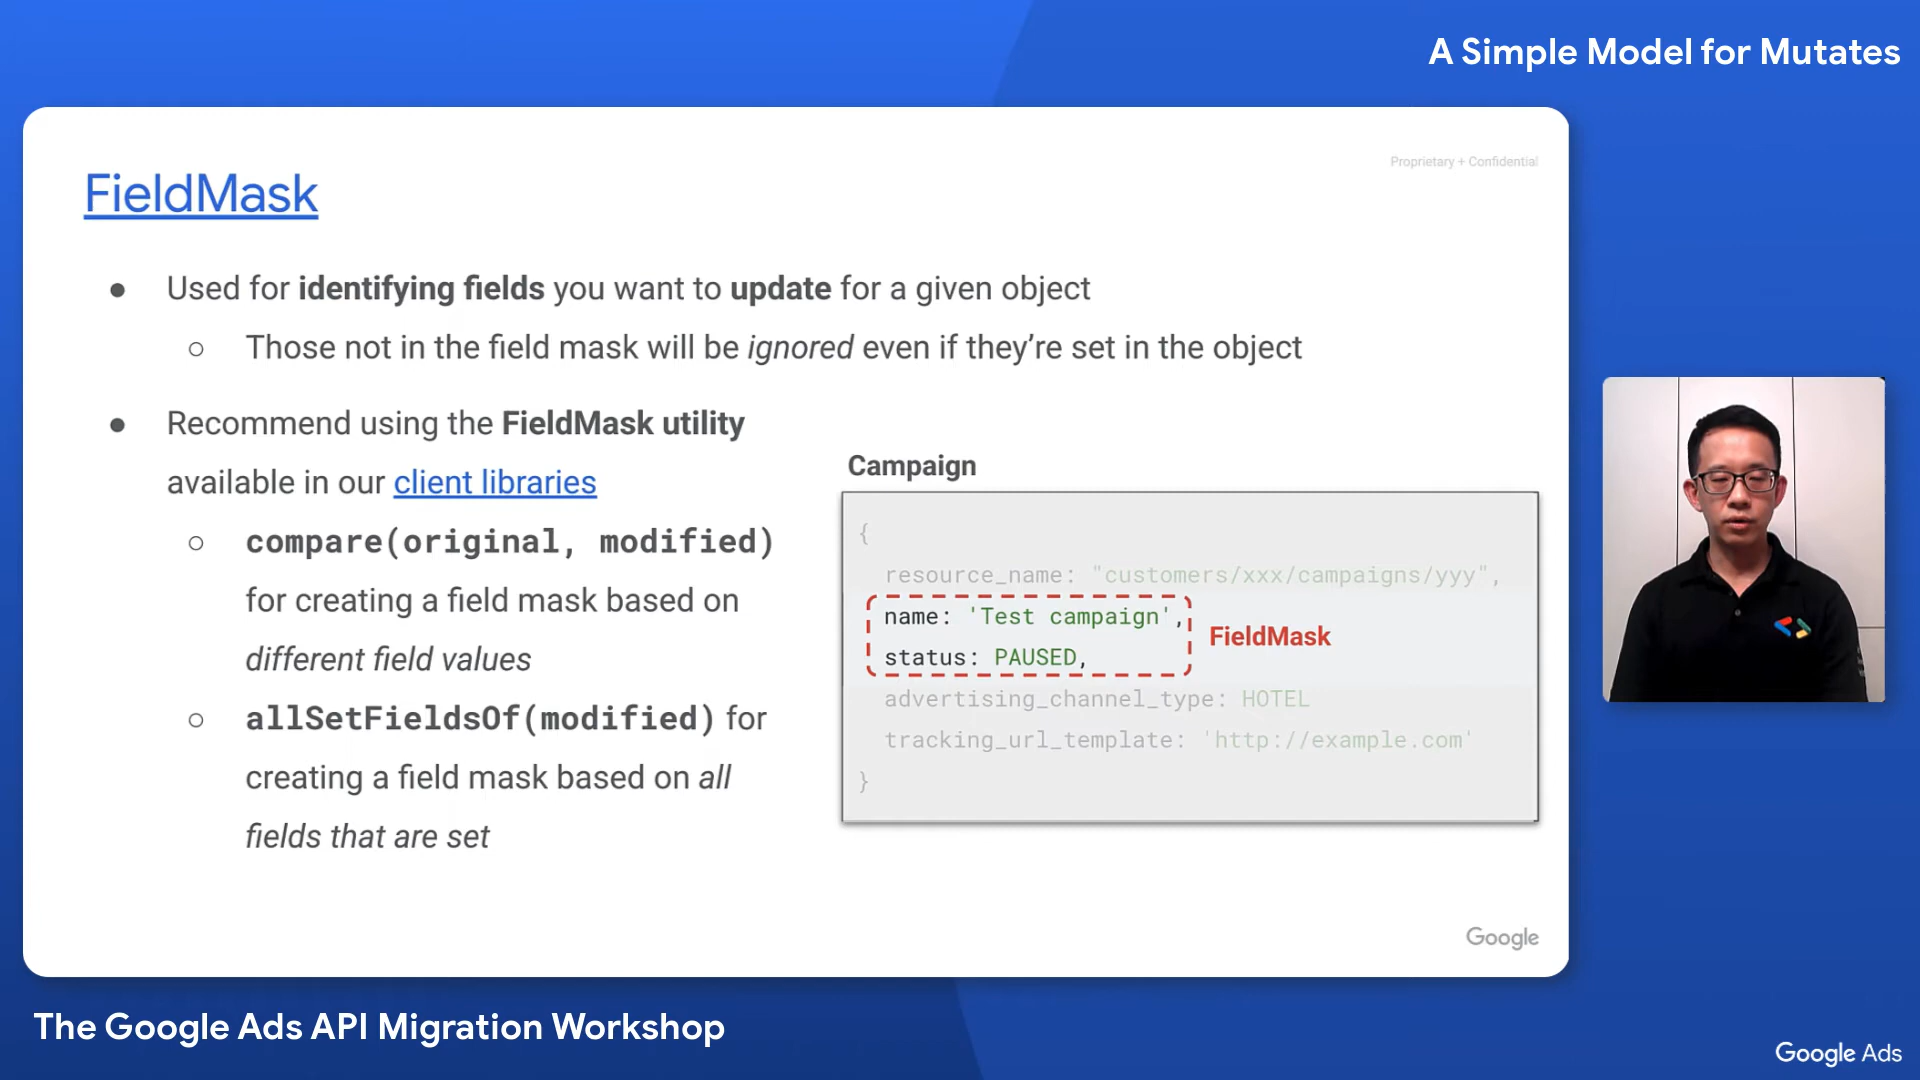 A Simple Model for Mutates
Proprietary + Confidential
FieldMask
● Used for identifying fields you want to update for a given object
○ Those not in the field mask will be ignored even if they’re set in the object
● Recommend using the FieldMask utility
available in our client libraries
○ compare(original, modified)
for creating a field mask based on
different field values
○ allSetFieldsOf(modified) for
creating a field mask based on all
fields that are set
Campaign
{
resource_name: "customers/xxx/campaigns/yyy",
name: 'Test campaign',
status: PAUSED,
FieldMask
advertising_channel_type: HOTEL
tracking_url_template: 'http://example.com'
}
Google
The Google Ads API Migration Workshop
Google Ads